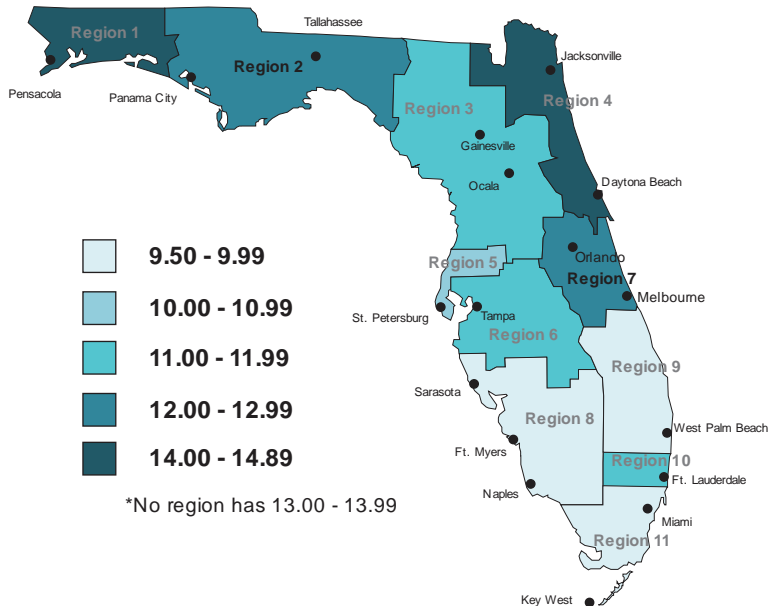 Tallahassee
Region 1
Jacksonville
Region 2
Pensacola
Panama City
Region 4
Region 3
Gainesville
Ocala
Daytona Beach
9.50 - 9.99
Orlando
Region 5
Region 7
10.00 - 10.99
Melbourne
St. Petersburg
Tampa
Region 6
11.00 - 11.99
Region 9
Sarasota
12.00 - 12.99
Region 8
West Palm Beach
Ft. Myers
14.00 - 14.89
Region 10
Ft. Lauderdale
Naples
*No region has 13.00 - 13.99
Miami
Region 11
Key West